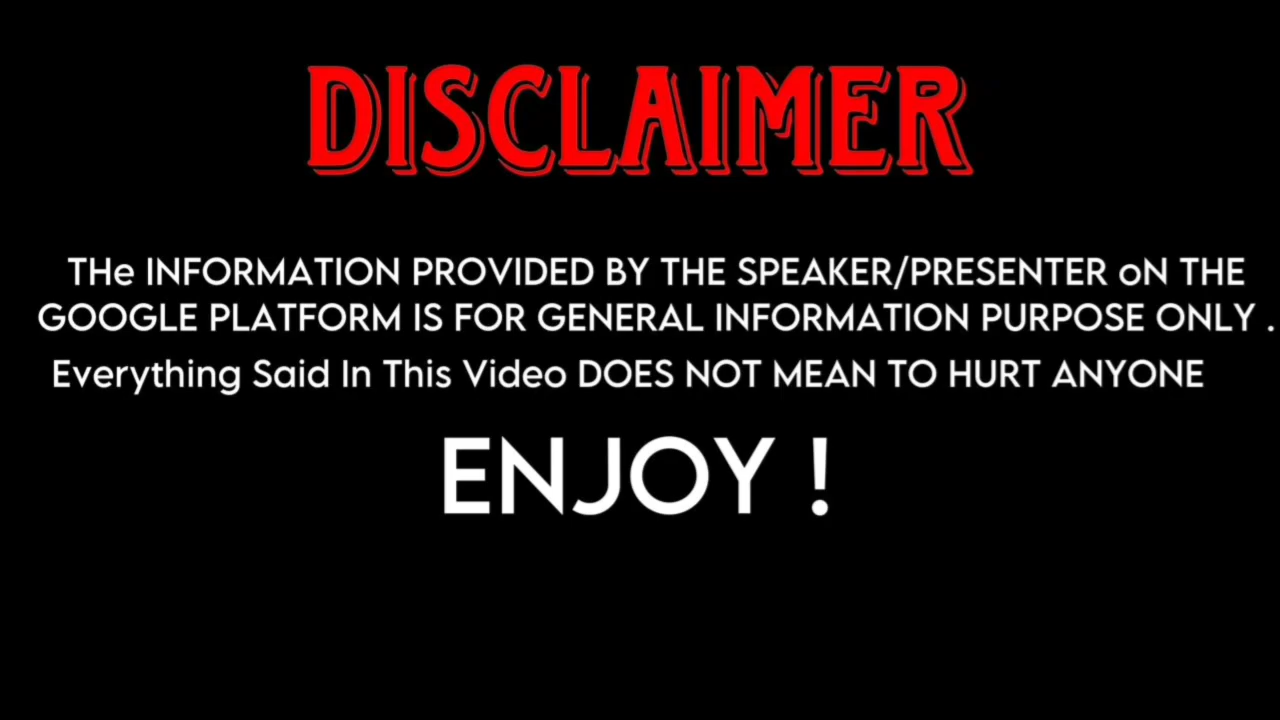 DISCLAIMER
THe INFORMATION PROVIDED BY THE SPEAKER/PRESENTER oN THE
GOOGLE PLATFORM IS FOR GENERAL INFORMATION PURPOSE ONLY .
Everything Said In This Video DOES NOT MEAN TO HURT ANYONE
ENJOY !